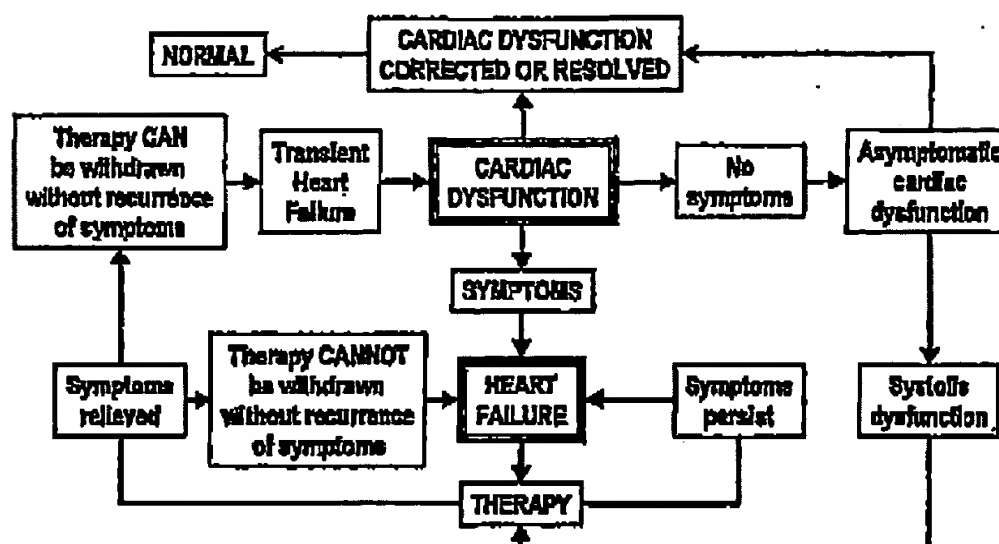 NORMAL
CARDIAC DYSFUNCTION
CORRECTED OR RESOLVED
Therapy CAN
be withdrawn
without recurrance
of symptoms
Transient
Heart
Failure
CARDIAC
DYSFUNCTION
No
symptoms
Asymptomatic
cardiac
dysfunction
SYMPTOMS
Symptoms
relieved
Therapy CANNOT
be withdrawn
without recurrance
of symptoms
HEART
FAILURE
Symptoms
persist
Systolic
dysfunction
THERAPY